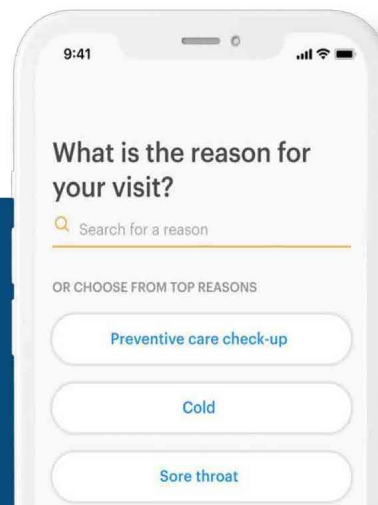 9:41
What is the reason for
your visit?
Search for a reason
OR CHOOSE FROM TOP REASONS
Preventive care check-up
Cold
Sore throat